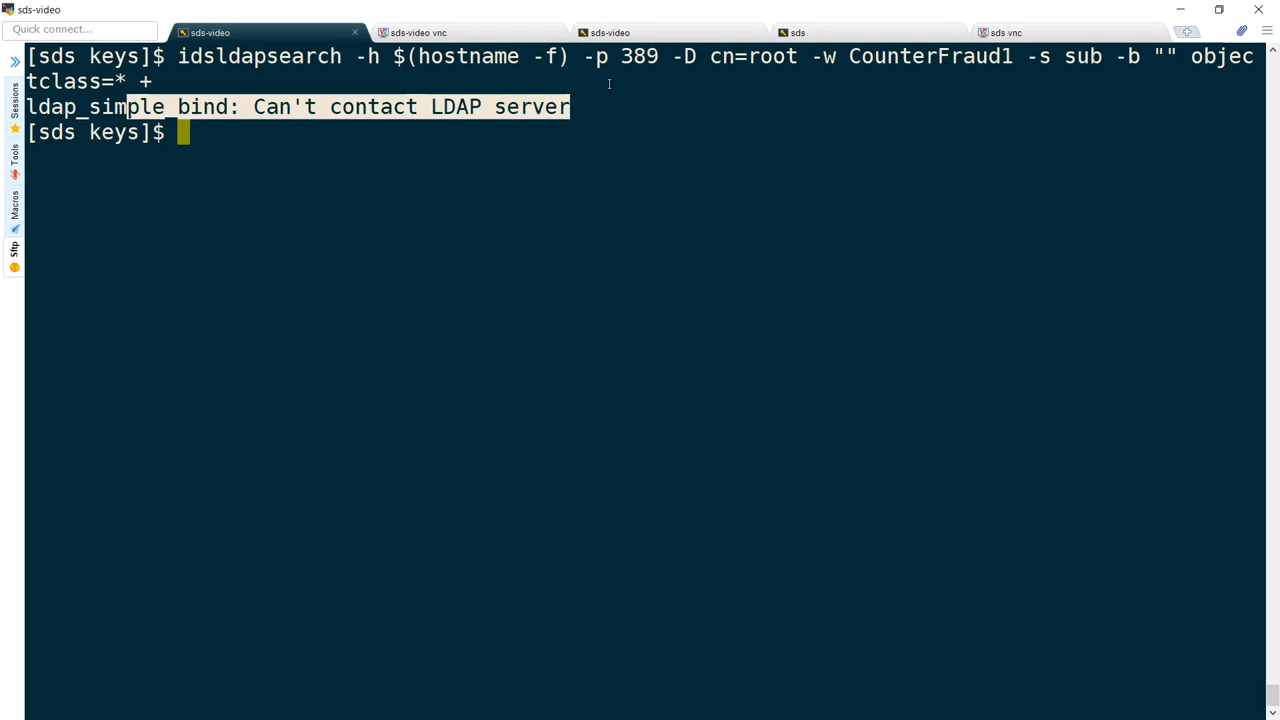 sds-video
Quick connect...
sds-video
sds-video vnc
sds-video
sds
sds vnc
[sds keys]$ idsldapsearch -h $(hostname -f) -p 389 -D cn=root -w CounterFraud1 -s sub -b "" objec
tclass=* +
ldap_simple_bind: Can't contact LDAP server
[sds keys]$
Sessions
Tools
Macros
Sftp